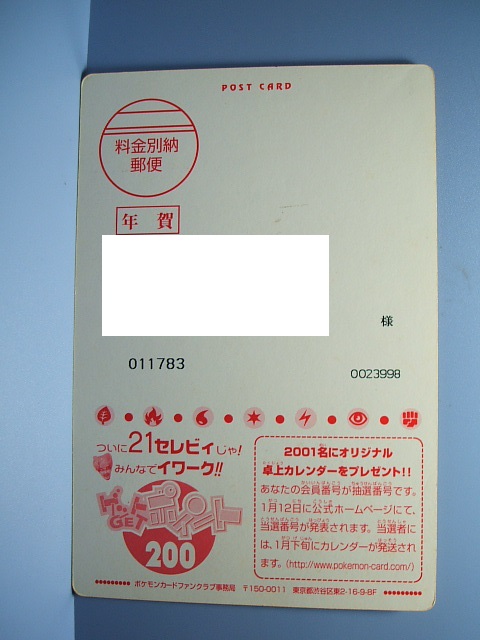 POST CARD
料金別納
郵便
年賀
様
011783
0023998
ついに21セレビィじゃ!
みんなでイワーク!!
ゲット
GET
ポイント
200
2001名にオリジナル
卓上カレンダーをプレゼント!!
あなたの会員番号が抽選番号です。
1月12日に公式ホームページにて、
当選番号が発表されます。当選者に
は、1月下旬にカレンダーが発送され
ます。(http://www.pokemon-card.com/)
ポケモンカードファンクラブ事務局 〒150-0011 東京都渋谷区東2-16-9-8F